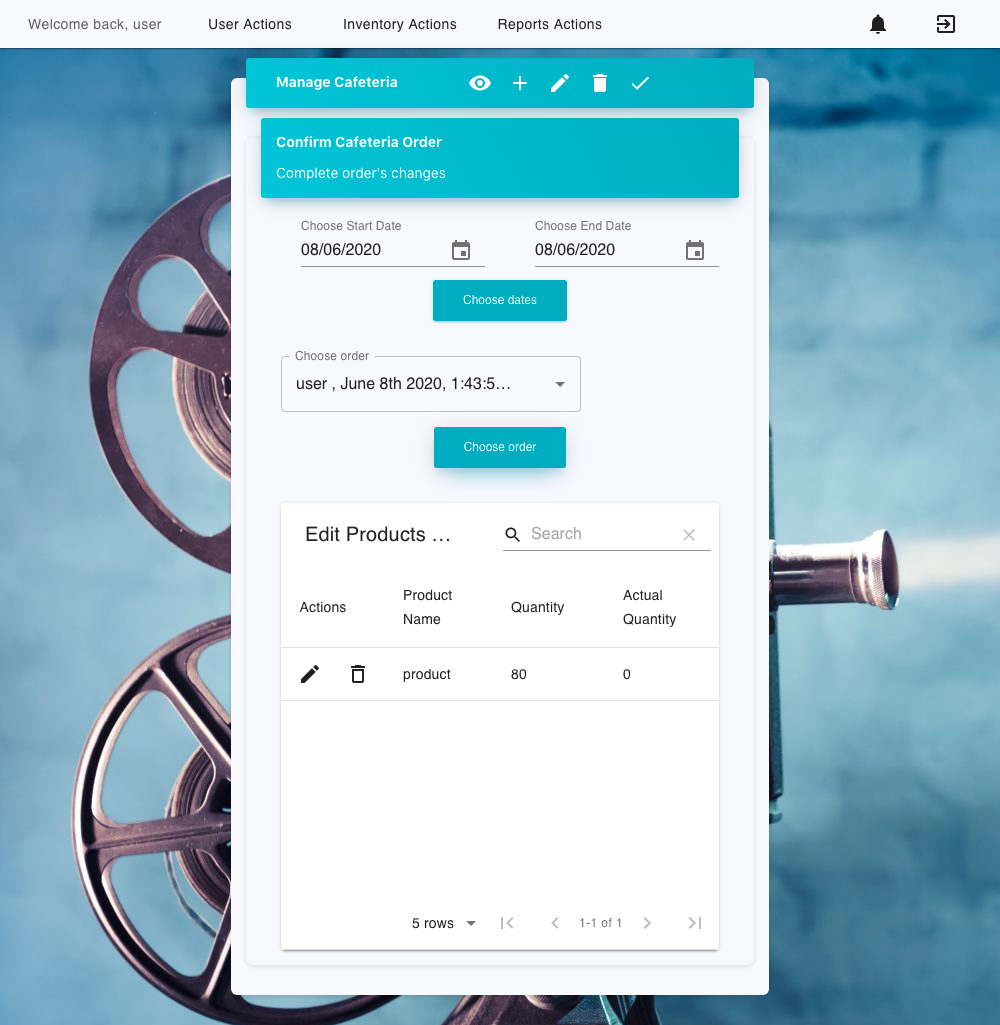 Welcome back, user
User Actions
Inventory Actions
Reports Actions
Manage Cafeteria
Confirm Cafeteria Order
Complete order's changes
Choose Start Date
Choose End Date
08/06/2020
08/06/2020
Choose dates
Choose order
user , June 8th 2020, 1:43:5…
Choose order
Edit Products …
Search
Actions
Product
Name
Quantity
Actual
Quantity
product
80
0
5 rows
1-1 of 1